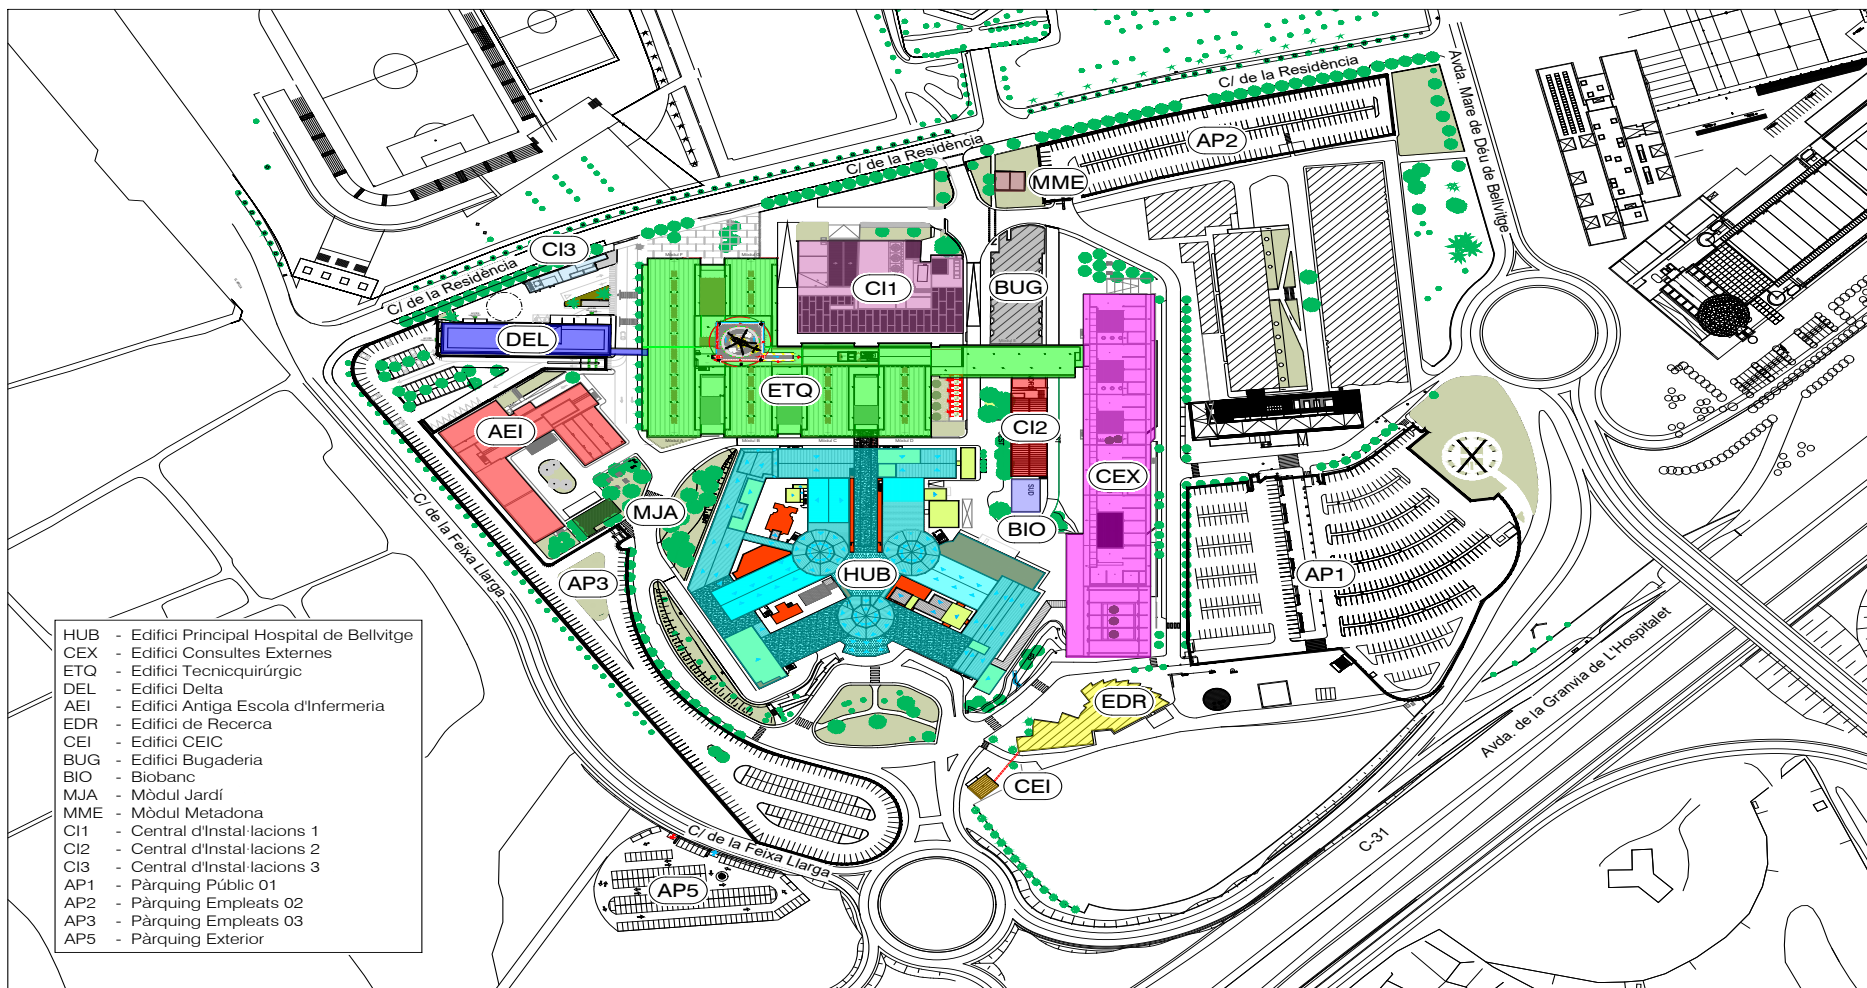 C/ de la Residència
Avda. Mare de Déu de Bellvitge
AP2
C/ de la Residència
MME
CI3
C/ de la Residència
CI1
BUG
DEL
ETQ
AEI
CI2
CEX
SUD
MJA
BIO
C/ de la Feixa Llarga
HUB
AP3
AP1
Avda. de la Granvia de L'Hospitalet
EDR
CEI
C-31
C/ de la Feixa Llarga
AP5
HUB - Edifici Principal Hospital de Bellvitge
CEX - Edifici Consultes Externes
ETQ - Edifici Tecnicquirúrgic
DEL - Edifici Delta
AEI - Edifici Antiga Escola d'Infermeria
EDR - Edifici de Recerca
CEI - Edifici CEIC
BUG - Edifici Bugaderia
BIO - Biobanc
MJA - Mòdul Jardí
MME - Mòdul Metadona
CI1 - Central d'Instal·lacions 1
CI2 - Central d'Instal·lacions 2
CI3 - Central d'Instal·lacions 3
AP1 - Pàrquing Públic 01
AP2 - Pàrquing Empleats 02
AP3 - Pàrquing Empleats 03
AP5 - Pàrquing Exterior